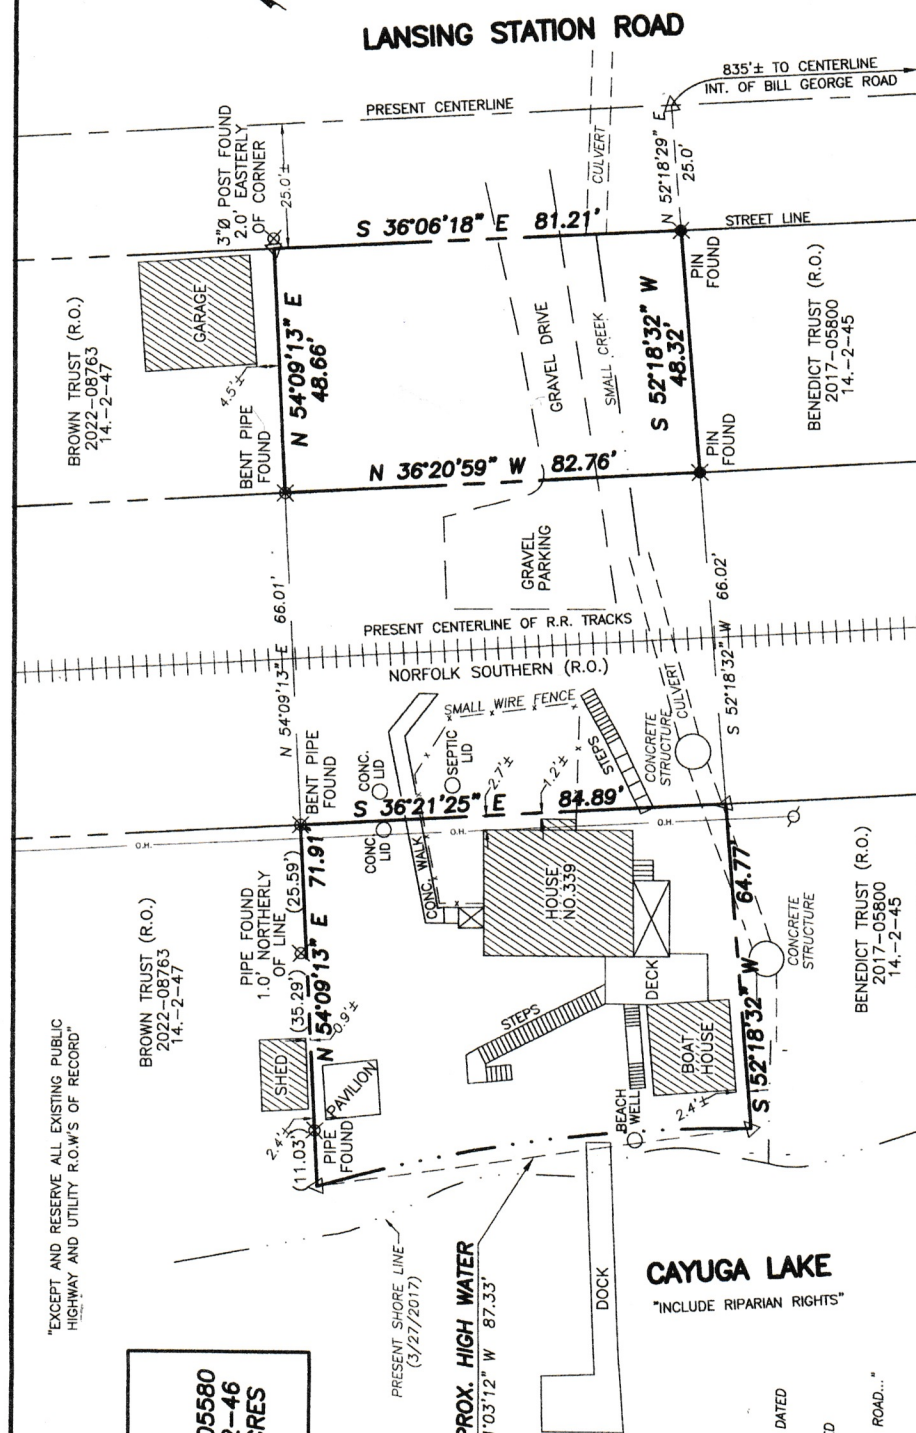 LANSING STATION ROAD
835'± TO CENTERLINE
INT. OF BILL GEORGE ROAD
PRESENT CENTERLINE
3"Ø POST FOUND
2.0' EASTERLY
OF CORNER
25.0'±
CULVERT
N 52°18'29" E
25.0'
S 36°06'18" E 81.21'
STREET LINE
PIN
FOUND
GARAGE
BROWN TRUST (R.O.)
2022-08763
14.-2-47
4.5'±
N 54°09'13" E
48.66'
GRAVEL DRIVE
SMALL CREEK
S 52°18'32" W
48.32'
BENEDICT TRUST (R.O.)
2017-05800
14.-2-45
BENT PIPE
FOUND
N 36°20'59" W 82.76'
PIN
FOUND
GRAVEL
PARKING
N 54°09'13" E 66.01'
S 52°18'32" W 66.02'
PRESENT CENTERLINE OF R.R. TRACKS
NORFOLK SOUTHERN (R.O.)
SMALL WIRE FENCE
STEPS
CONCRETE
STRUCTURE
CULVERT
BENT PIPE
FOUND
CONC.
LID
SEPTIC
LID
2.7'±
1.2'±
S 36°21'25" E 84.89'
O.H.
O.H.
O.H.
CONC.
LID
CONC. WALK
HOUSE
NO.339
64.77'
S 52°18'32" W
CONCRETE
STRUCTURE
BENEDICT TRUST (R.O.)
2017-05800
14.-2-45
BROWN TRUST (R.O.)
2022-08763
14.-2-47
PIPE FOUND
1.0' NORTHERLY
OF LINE
(25.59')
N 54°09'13" E 71.91'
(35.29')
0.9'±
SHED
PAVILION
STEPS
DECK
BOAT
HOUSE
2.4'±
BEACH
WELL
2.4'±
(11.03')
PIPE
FOUND
"EXCEPT AND RESERVE ALL EXISTING PUBLIC
HIGHWAY AND UTILITY R.O.W'S OF RECORD"
PRESENT SHORE LINE
(3/27/2017)
PROX. HIGH WATER
1°03'12" W 87.33'
DOCK
CAYUGA LAKE
"INCLUDE RIPARIAN RIGHTS"
05580
2-46
CRES
DATED
ROAD..."